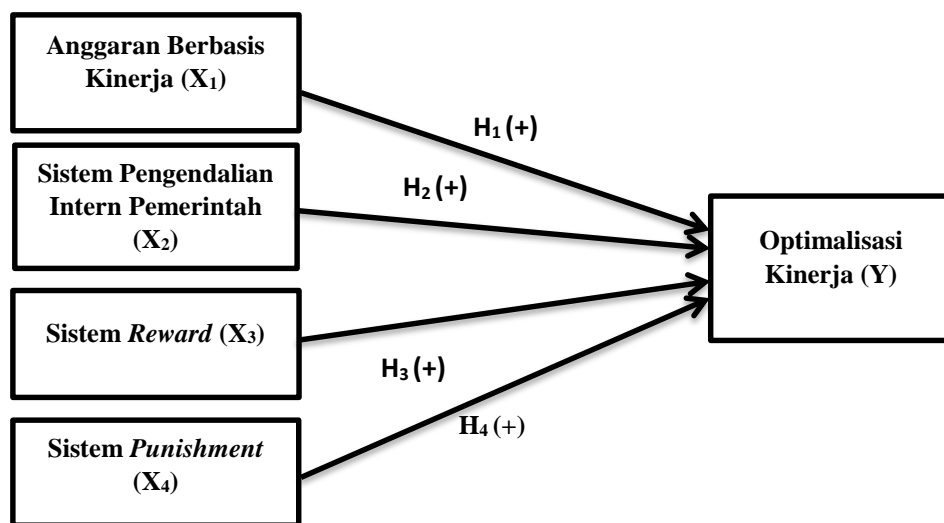 Anggaran Berbasis
Kinerja (X₁)
H₁ (+)
Sistem Pengendalian
Intern Pemerintah
(X₂)
H₂ (+)
Optimalisasi
Kinerja (Y)
Sistem Reward (X₃)
H₃ (+)
Sistem Punishment
(X₄)
H₄ (+)